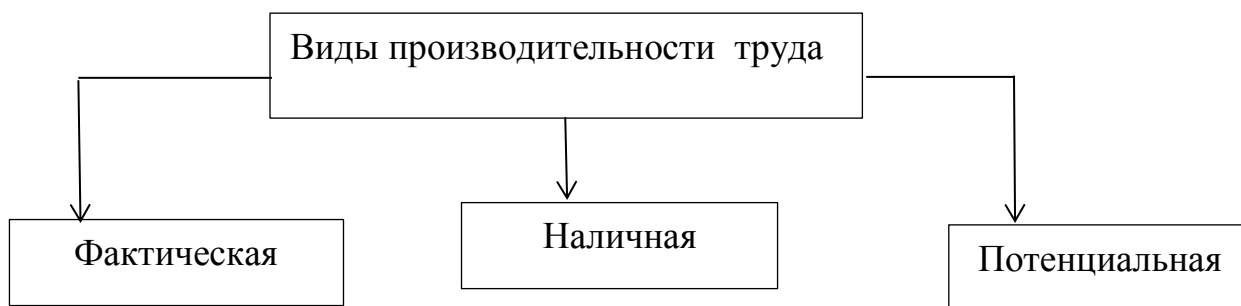 Виды производительности труда
Фактическая
Наличная
Потенциальная